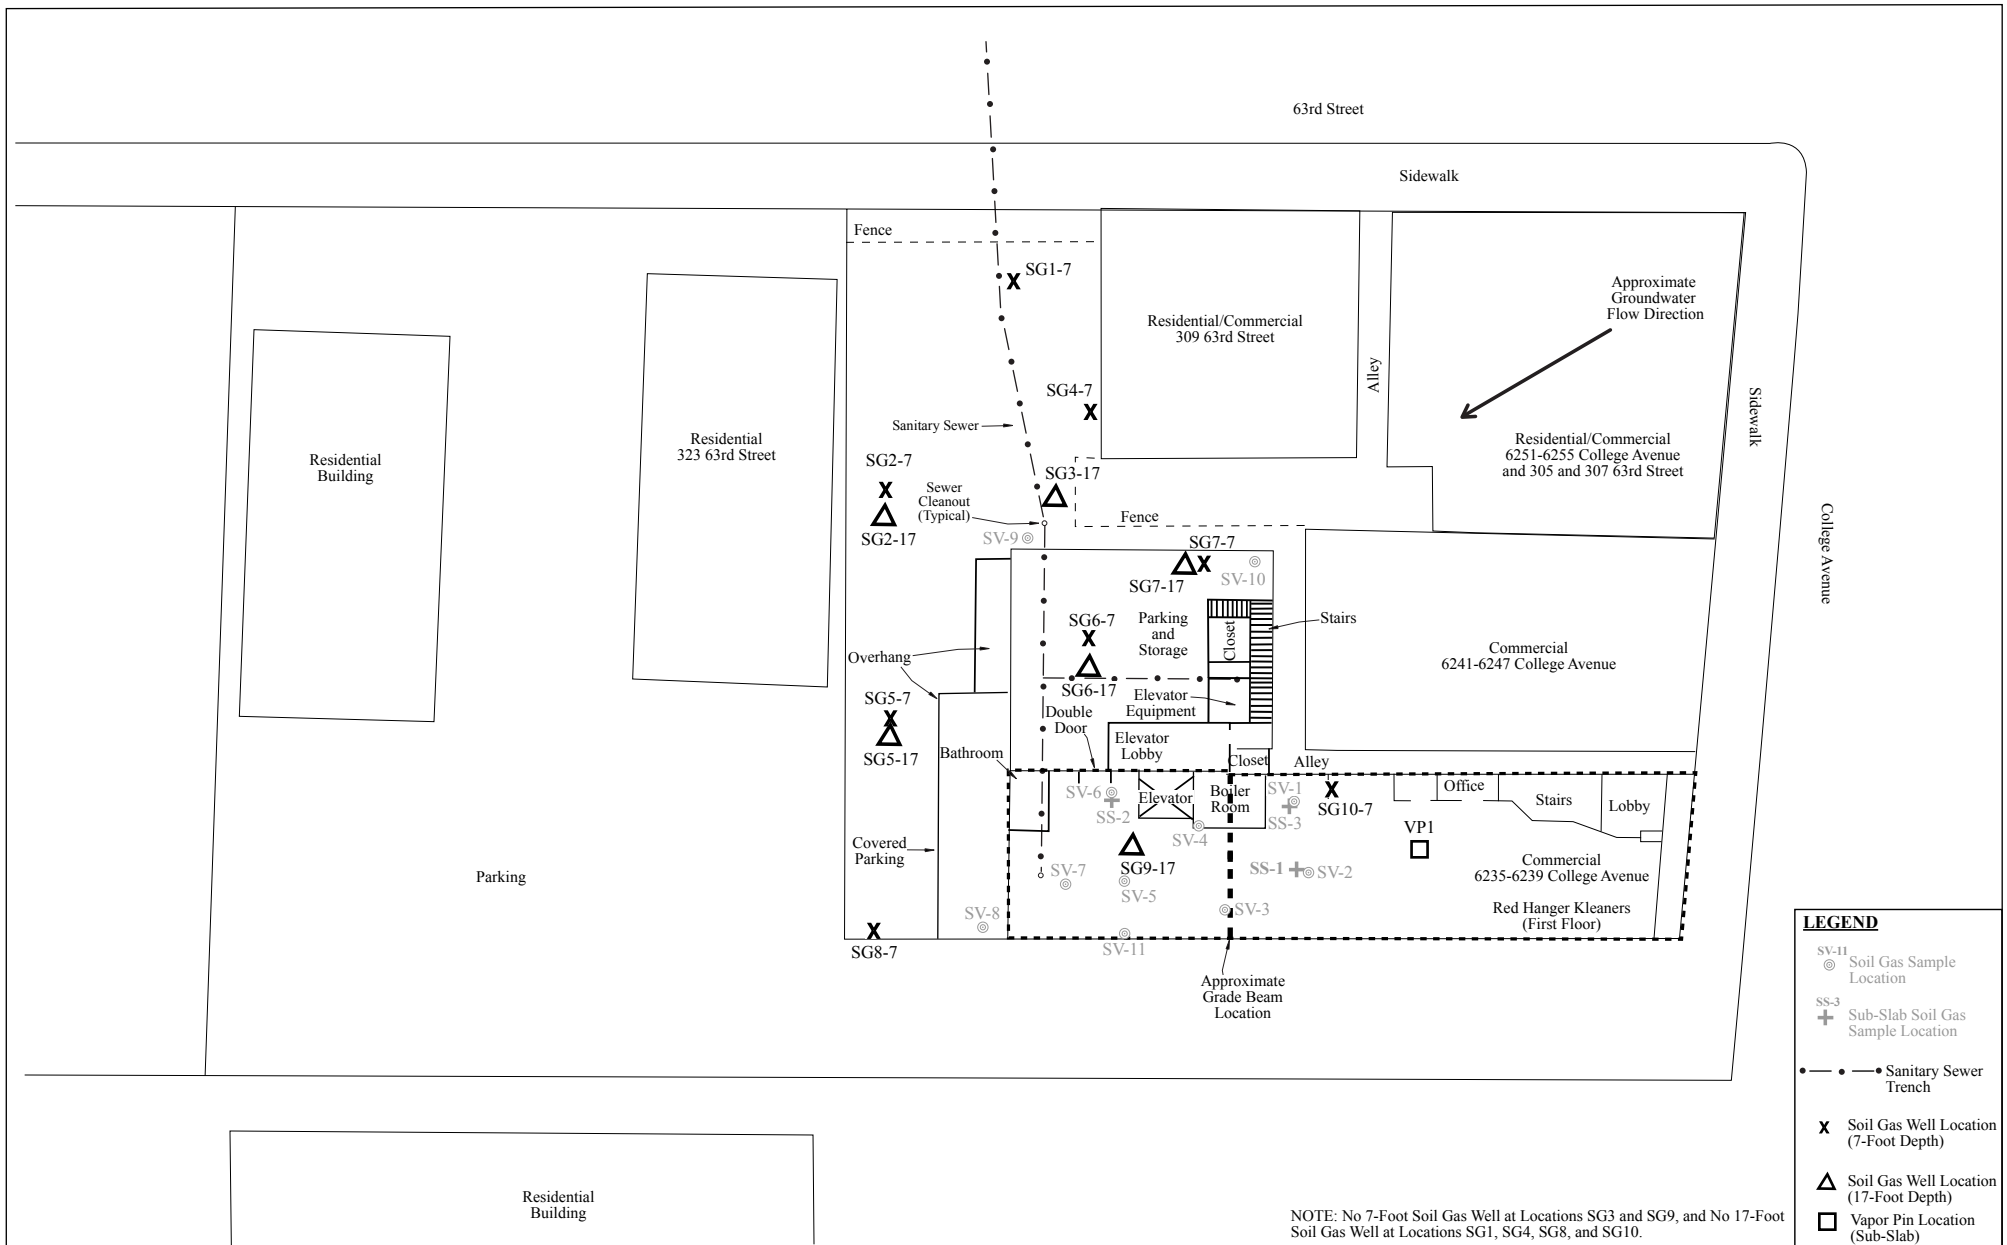 63rd Street
Sidewalk
Fence
SG1-7
Approximate
Groundwater
Flow Direction
Residential/Commercial
309 63rd Street
Alley
SG4-7
Sidewalk
Sanitary Sewer
Residential
323 63rd Street
Residential
Building
Residential/Commercial
6251-6255 College Avenue
and 305 and 307 63rd Street
SG2-7
SG3-17
Sewer
Cleanout
(Typical)
Fence
College Avenue
SG2-17
SV-9
SG7-7
SG7-17
SV-10
SG6-7
Parking
and
Storage
Closet
Stairs
Commercial
6241-6247 College Avenue
Overhang
SG6-17
SG5-7
Elevator
Equipment
Double
Door
SG5-17
Bathroom
Elevator
Lobby
Closet
Alley
SV-6
SS-2
Elevator
Boiler
Room
SV-1
SS-3
SG10-7
Office
Stairs
Lobby
VP1
SV-4
Covered
Parking
Parking
SV-7
SG9-17
SV-5
SS-1
SV-2
Commercial
6235-6239 College Avenue
Red Hanger Kleaners
(First Floor)
SV-8
SV-3
SG8-7
SV-11
Approximate
Grade Beam
Location
Residential
Building
NOTE: No 7-Foot Soil Gas Well at Locations SG3 and SG9, and No 17-Foot
Soil Gas Well at Locations SG1, SG4, SG8, and SG10.
LEGEND
SV-11
Soil Gas Sample
Location
SS-3
Sub-Slab Soil Gas
Sample Location
Sanitary Sewer
Trench
Soil Gas Well Location
(7-Foot Depth)
Soil Gas Well Location
(17-Foot Depth)
Vapor Pin Location
(Sub-Slab)